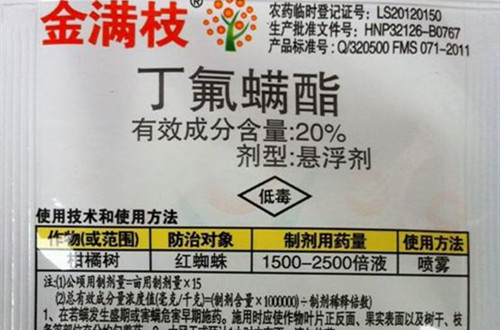 金满枝®
农药临时登记证号：LS20120150
生产批准文件号：HNP32126-B0767
产品标准号：Q/320500 FMS 071-2011
丁氟螨酯
有效成分含量:20%
剂型:悬浮剂
低毒
使用技术和使用方法
作物(或范围) 防治对象 制剂用药量 使用方法
柑橘树 红蜘蛛 1500-2500倍液 喷雾
注:(1)公顷用制剂量=亩用制剂量×15
(2)总有效成分量浓度值(毫克/千克)=(制剂含量×1000000)÷制剂稀释倍数)
1、在若螨发生盛期或害螨危害早期施药。施用时应使作物叶片正反面、果实表面以及树干、枝